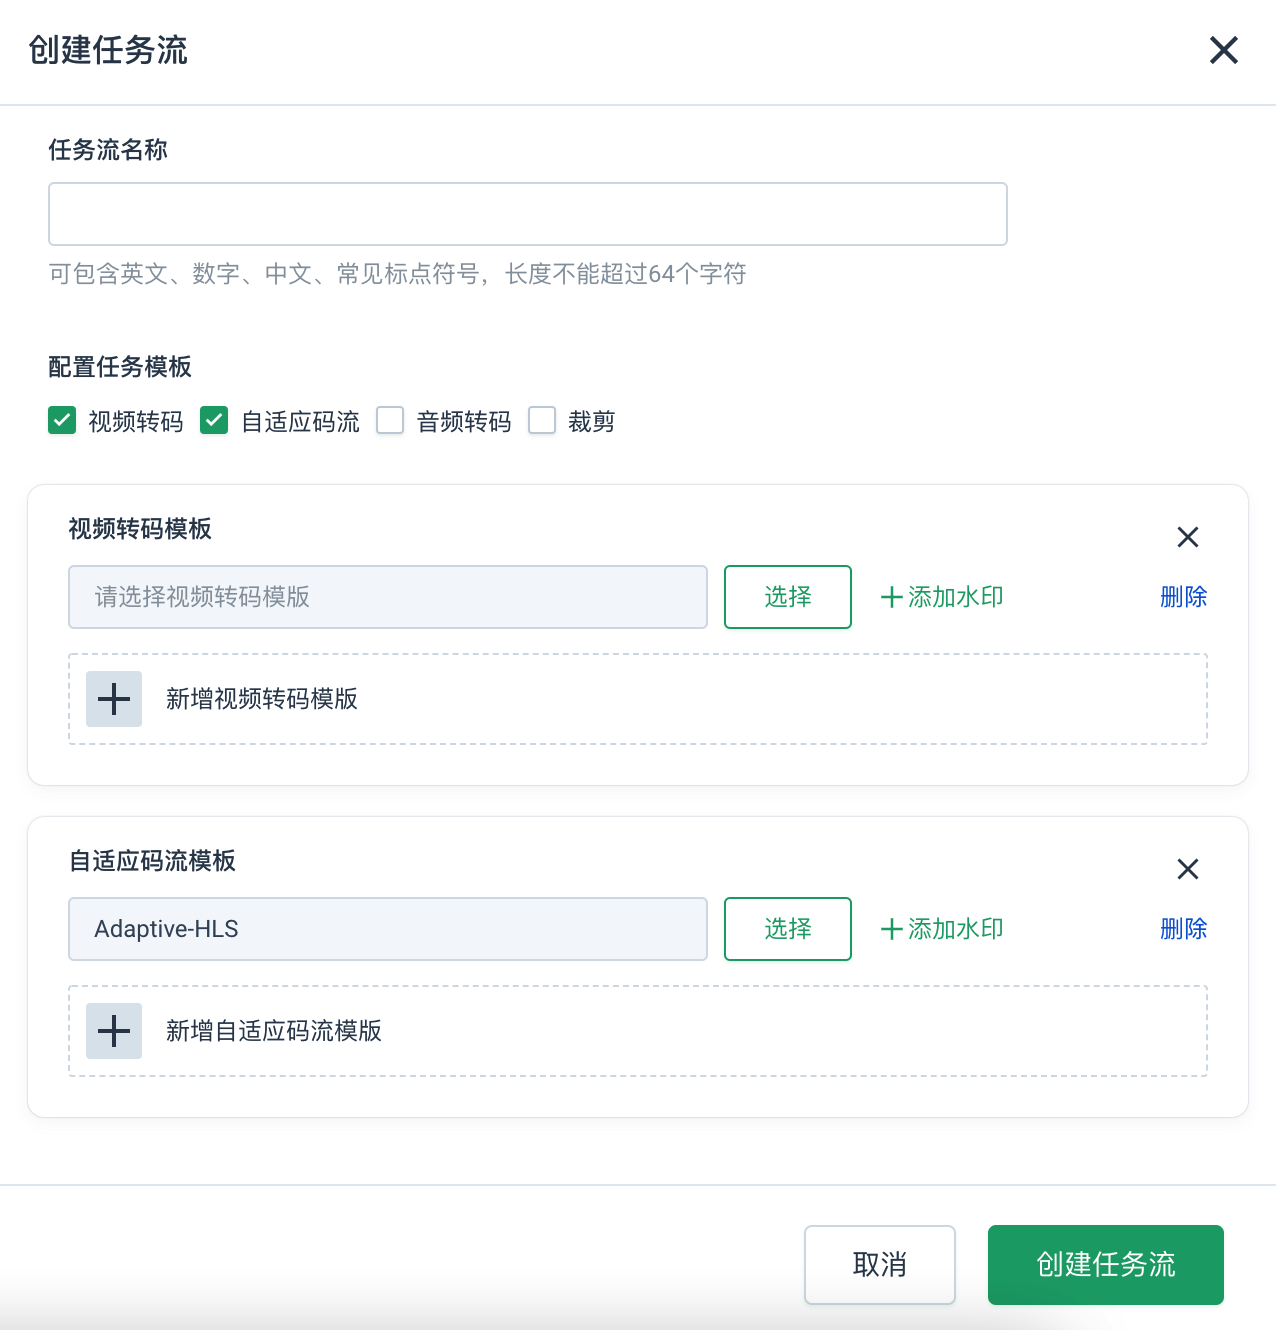 创建任务流
任务流名称
可包含英文、数字、中文、常见标点符号，长度不能超过64个字符
配置任务模板
视频转码 自适应码流 音频转码 裁剪
视频转码模板
请选择视频转码模版 选择 添加水印 删除
新增视频转码模版
自适应码流模板
Adaptive-HLS 选择 添加水印 删除
新增自适应码流模版
取消 创建任务流